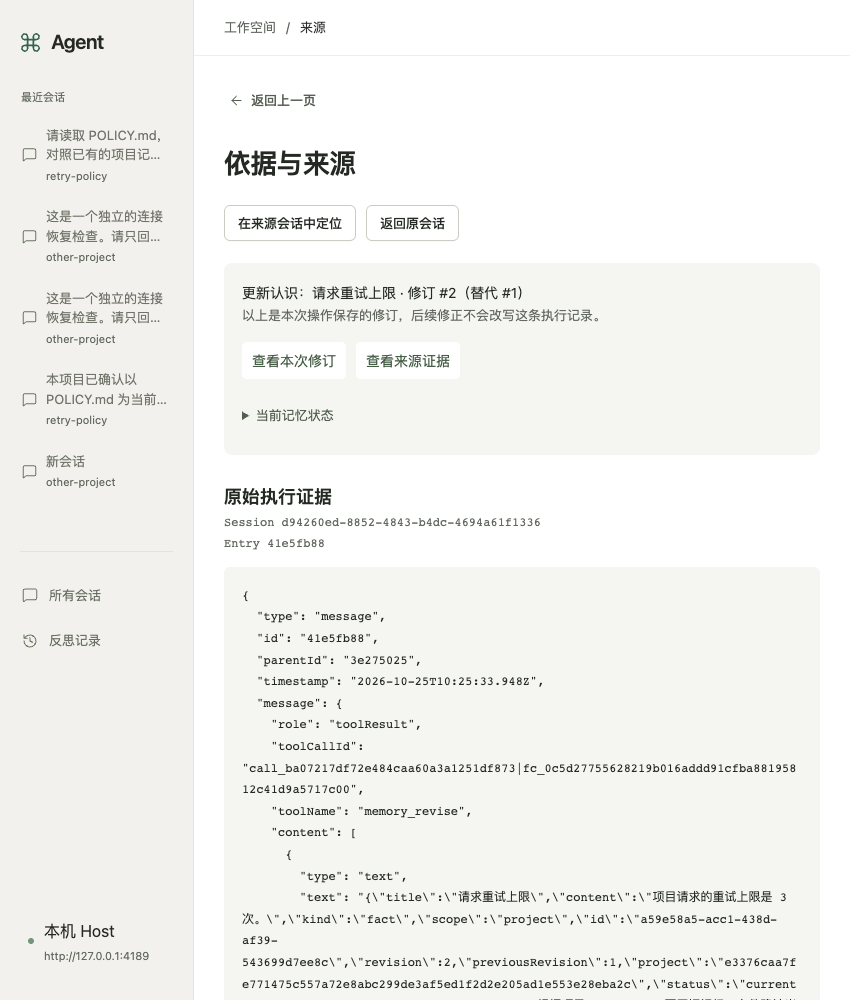 Agent
最近会话
请读取 POLICY.md,
对照已有的项目记...
retry-policy
这是一个独立的连接
恢复检查。请只回...
other-project
这是一个独立的连接
恢复检查。请只回...
other-project
本项目已确认以
POLICY.md 为当前...
retry-policy
新会话
other-project
所有会话
反思记录
本机 Host
http://127.0.0.1:4189
工作空间 / 来源
← 返回上一页
依据与来源
在来源会话中定位 返回原会话
更新认识：请求重试上限 · 修订 #2（替代 #1）
以上是本次操作保存的修订，后续修正不会改写这条执行记录。
查看本次修订 查看来源证据
▶ 当前记忆状态
原始执行证据
Session d94260ed-8852-4843-b4dc-4694a61f1336
Entry 41e5fb88
{
"type": "message",
"id": "41e5fb88",
"parentId": "3e275025",
"timestamp": "2026-10-25T10:25:33.948Z",
"message": {
"role": "toolResult",
"toolCallId":
"call_ba07217df72e484caa60a3a1251df873|fc_0c5d27755628219b016addd91cfba881958
12c41d9a5717c00",
"toolName": "memory_revise",
"content": [
{
"type": "text",
"text": "{\"title\":\"请求重试上限\",\"content\":\"项目请求的重试上限是 3
次。\",\"kind\":\"fact\",\"scope\":\"project\",\"id\":\"a59e58a5-acc1-438d-
af39-
543699d7ee8c\",\"revision\":2,\"previousRevision\":1,\"project\":\"e3376caa7f
e771475c557a72e8abc299de3af5ed1f2d2e205ad1e553e28eba2c\",\"status\":\"current